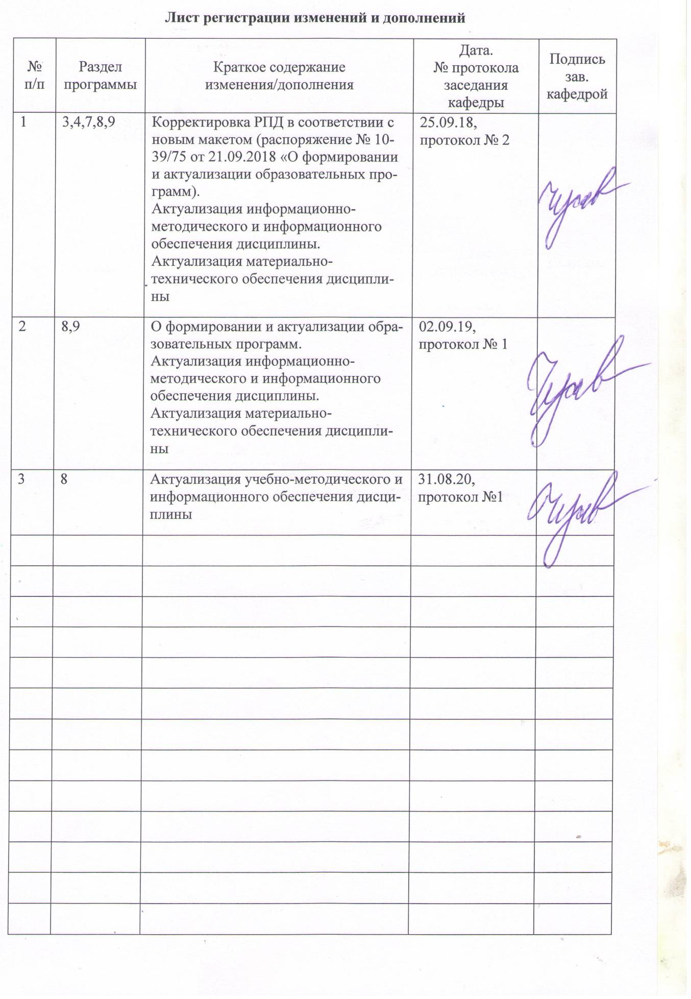 Лист регистрации изменений и дополнений
№ п/п
Раздел программы
Краткое содержание
изменения/дополнения
Дата.
№ протокола
заседания
кафедры
Подпись
зав.
кафедрой
1
3,4,7,8,9
Корректировка РПД в соответствии с
новым макетом (распоряжение № 10-
39/75 от 21.09.2018 «О формировании
и актуализации образовательных про-
грамм).
Актуализация информационно-
методического и информационного
обеспечения дисциплины.
Актуализация материально-
технического обеспечения дисципли-
ны
25.09.18,
протокол № 2
2
8,9
О формировании и актуализации обра-
зовательных программ.
Актуализация информационно-
методического и информационного
обеспечения дисциплины.
Актуализация материально-
технического обеспечения дисципли-
ны
02.09.19,
протокол № 1
3
8
Актуализация учебно-методического и
информационного обеспечения дисци-
плины
31.08.20,
протокол №1